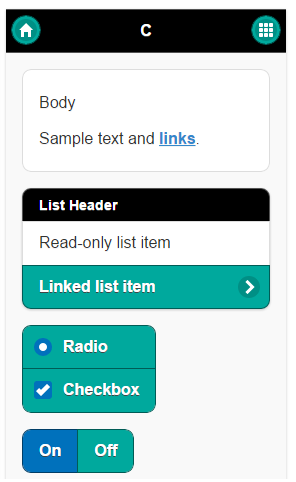 C
Body
Sample text and links.
List Header
Read-only list item
Linked list item
Radio
Checkbox
On Off